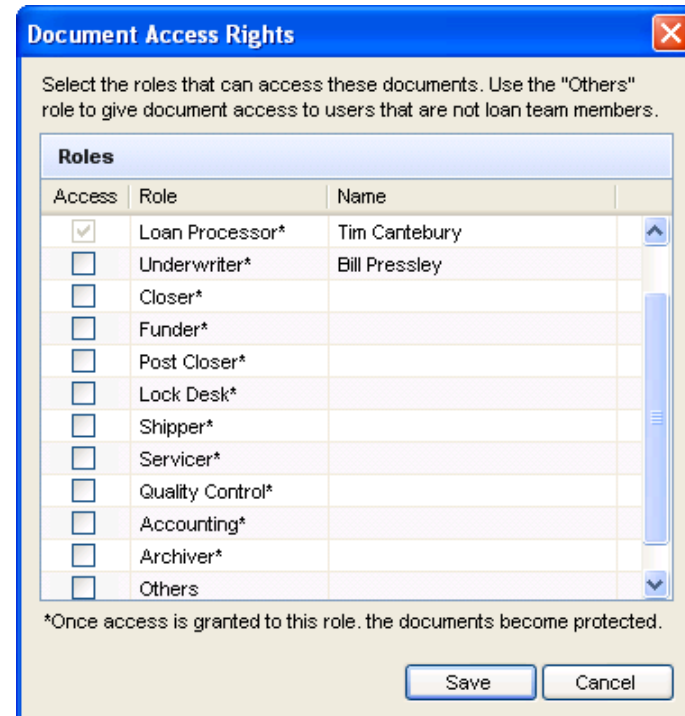 Document Access Rights
Select the roles that can access these documents. Use the "Others"
role to give document access to users that are not loan team members.
Roles
Access Role Name
Loan Processor* Tim Cantebury
Underwriter* Bill Pressley
Closer*
Funder*
Post Closer*
Lock Desk*
Shipper*
Servicer*
Quality Control*
Accounting*
Archiver*
Others
*Once access is granted to this role. the documents become protected.
Save Cancel